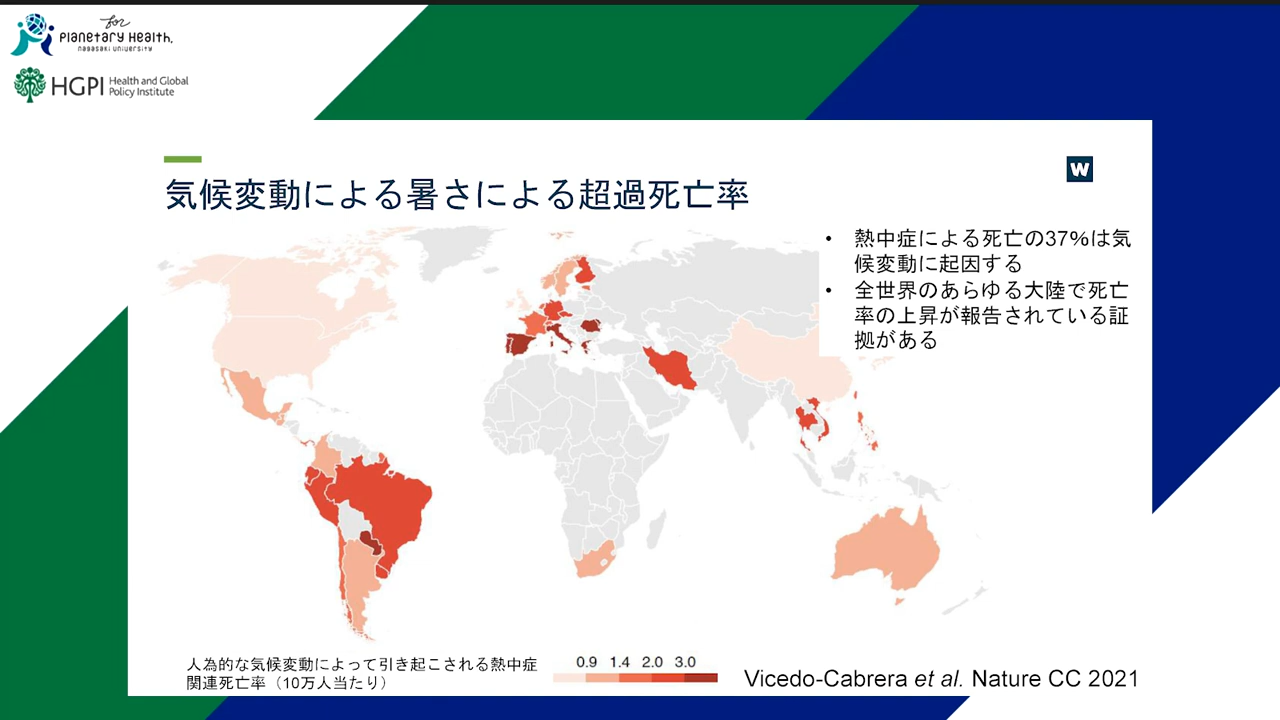 for
Planetary Health,
NAGASAKI UNIVERSITY
HGPI Health and Global
Policy Institute
W
気候変動による暑さによる超過死亡率
• 熱中症による死亡の37%は気
候変動に起因する
• 全世界のあらゆる大陸で死亡
率の上昇が報告されている証
拠がある
人為的な気候変動によって引き起こされる熱中症
関連死亡率（10万人当たり）
0.9 1.4 2.0 3.0
Vicedo-Cabrera et al. Nature CC 2021